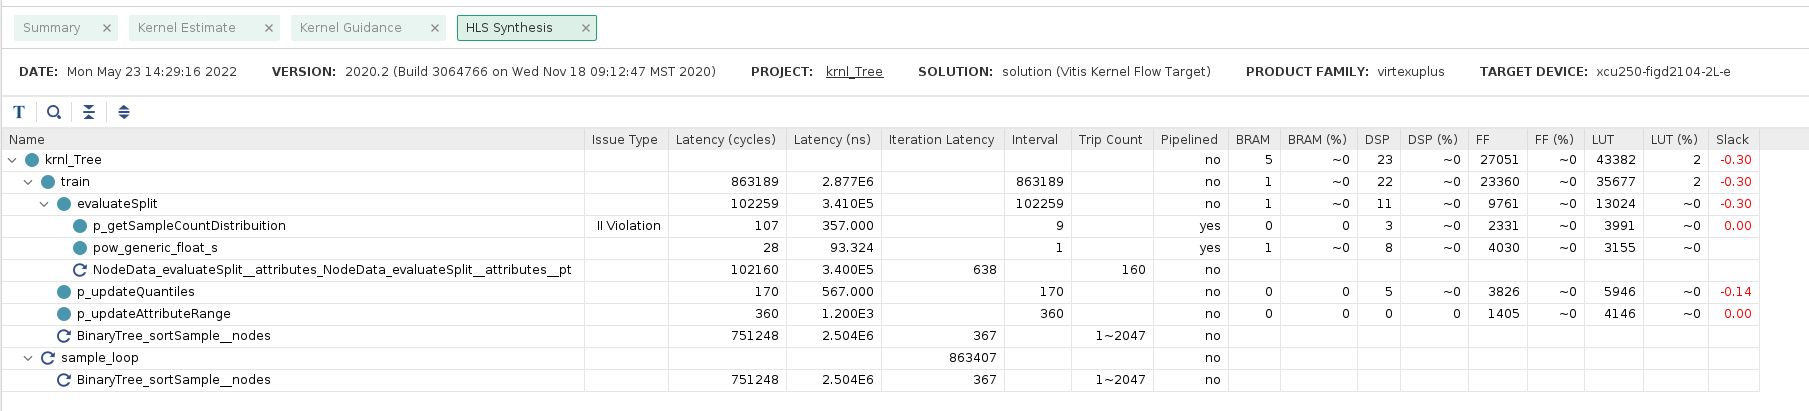 Summary × Kernel Estimate × Kernel Guidance × HLS Synthesis ×
DATE: Mon May 23 14:29:16 2022 VERSION: 2020.2 (Build 3064766 on Wed Nov 18 09:12:47 MST 2020) PROJECT: krnl_Tree SOLUTION: solution (Vitis Kernel Flow Target) PRODUCT FAMILY: virtexuplus TARGET DEVICE: xcu250-figd2104-2L-e
T
Name Issue Type Latency (cycles) Latency (ns) Iteration Latency Interval Trip Count Pipelined BRAM BRAM (%) DSP DSP (%) FF FF (%) LUT LUT (%) Slack
krnl_Tree no 5 ~0 23 ~0 27051 ~0 43382 2 -0.30
train 863189 2.877E6 863189 no 1 ~0 22 ~0 23360 ~0 35677 2 -0.30
evaluateSplit 102259 3.410E5 102259 no 1 ~0 11 ~0 9761 ~0 13024 ~0 -0.30
p_getSampleCountDistribuition II Violation 107 357.000 9 yes 0 0 3 ~0 2331 ~0 3991 ~0 0.00
pow_generic_float_s 28 93.324 1 yes 1 ~0 8 ~0 4030 ~0 3155 ~0
NodeData_evaluateSplit__attributes_NodeData_evaluateSplit__attributes__pt 102160 3.400E5 638 160 no
p_updateQuantiles 170 567.000 170 no 0 0 5 ~0 3826 ~0 5946 ~0 -0.14
p_updateAttributeRange 360 1.200E3 360 no 0 0 0 0 1405 ~0 4146 ~0 0.00
BinaryTree_sortSample__nodes 751248 2.504E6 367 1~2047 no
sample_loop 863407 no
BinaryTree_sortSample__nodes 751248 2.504E6 367 1~2047 no